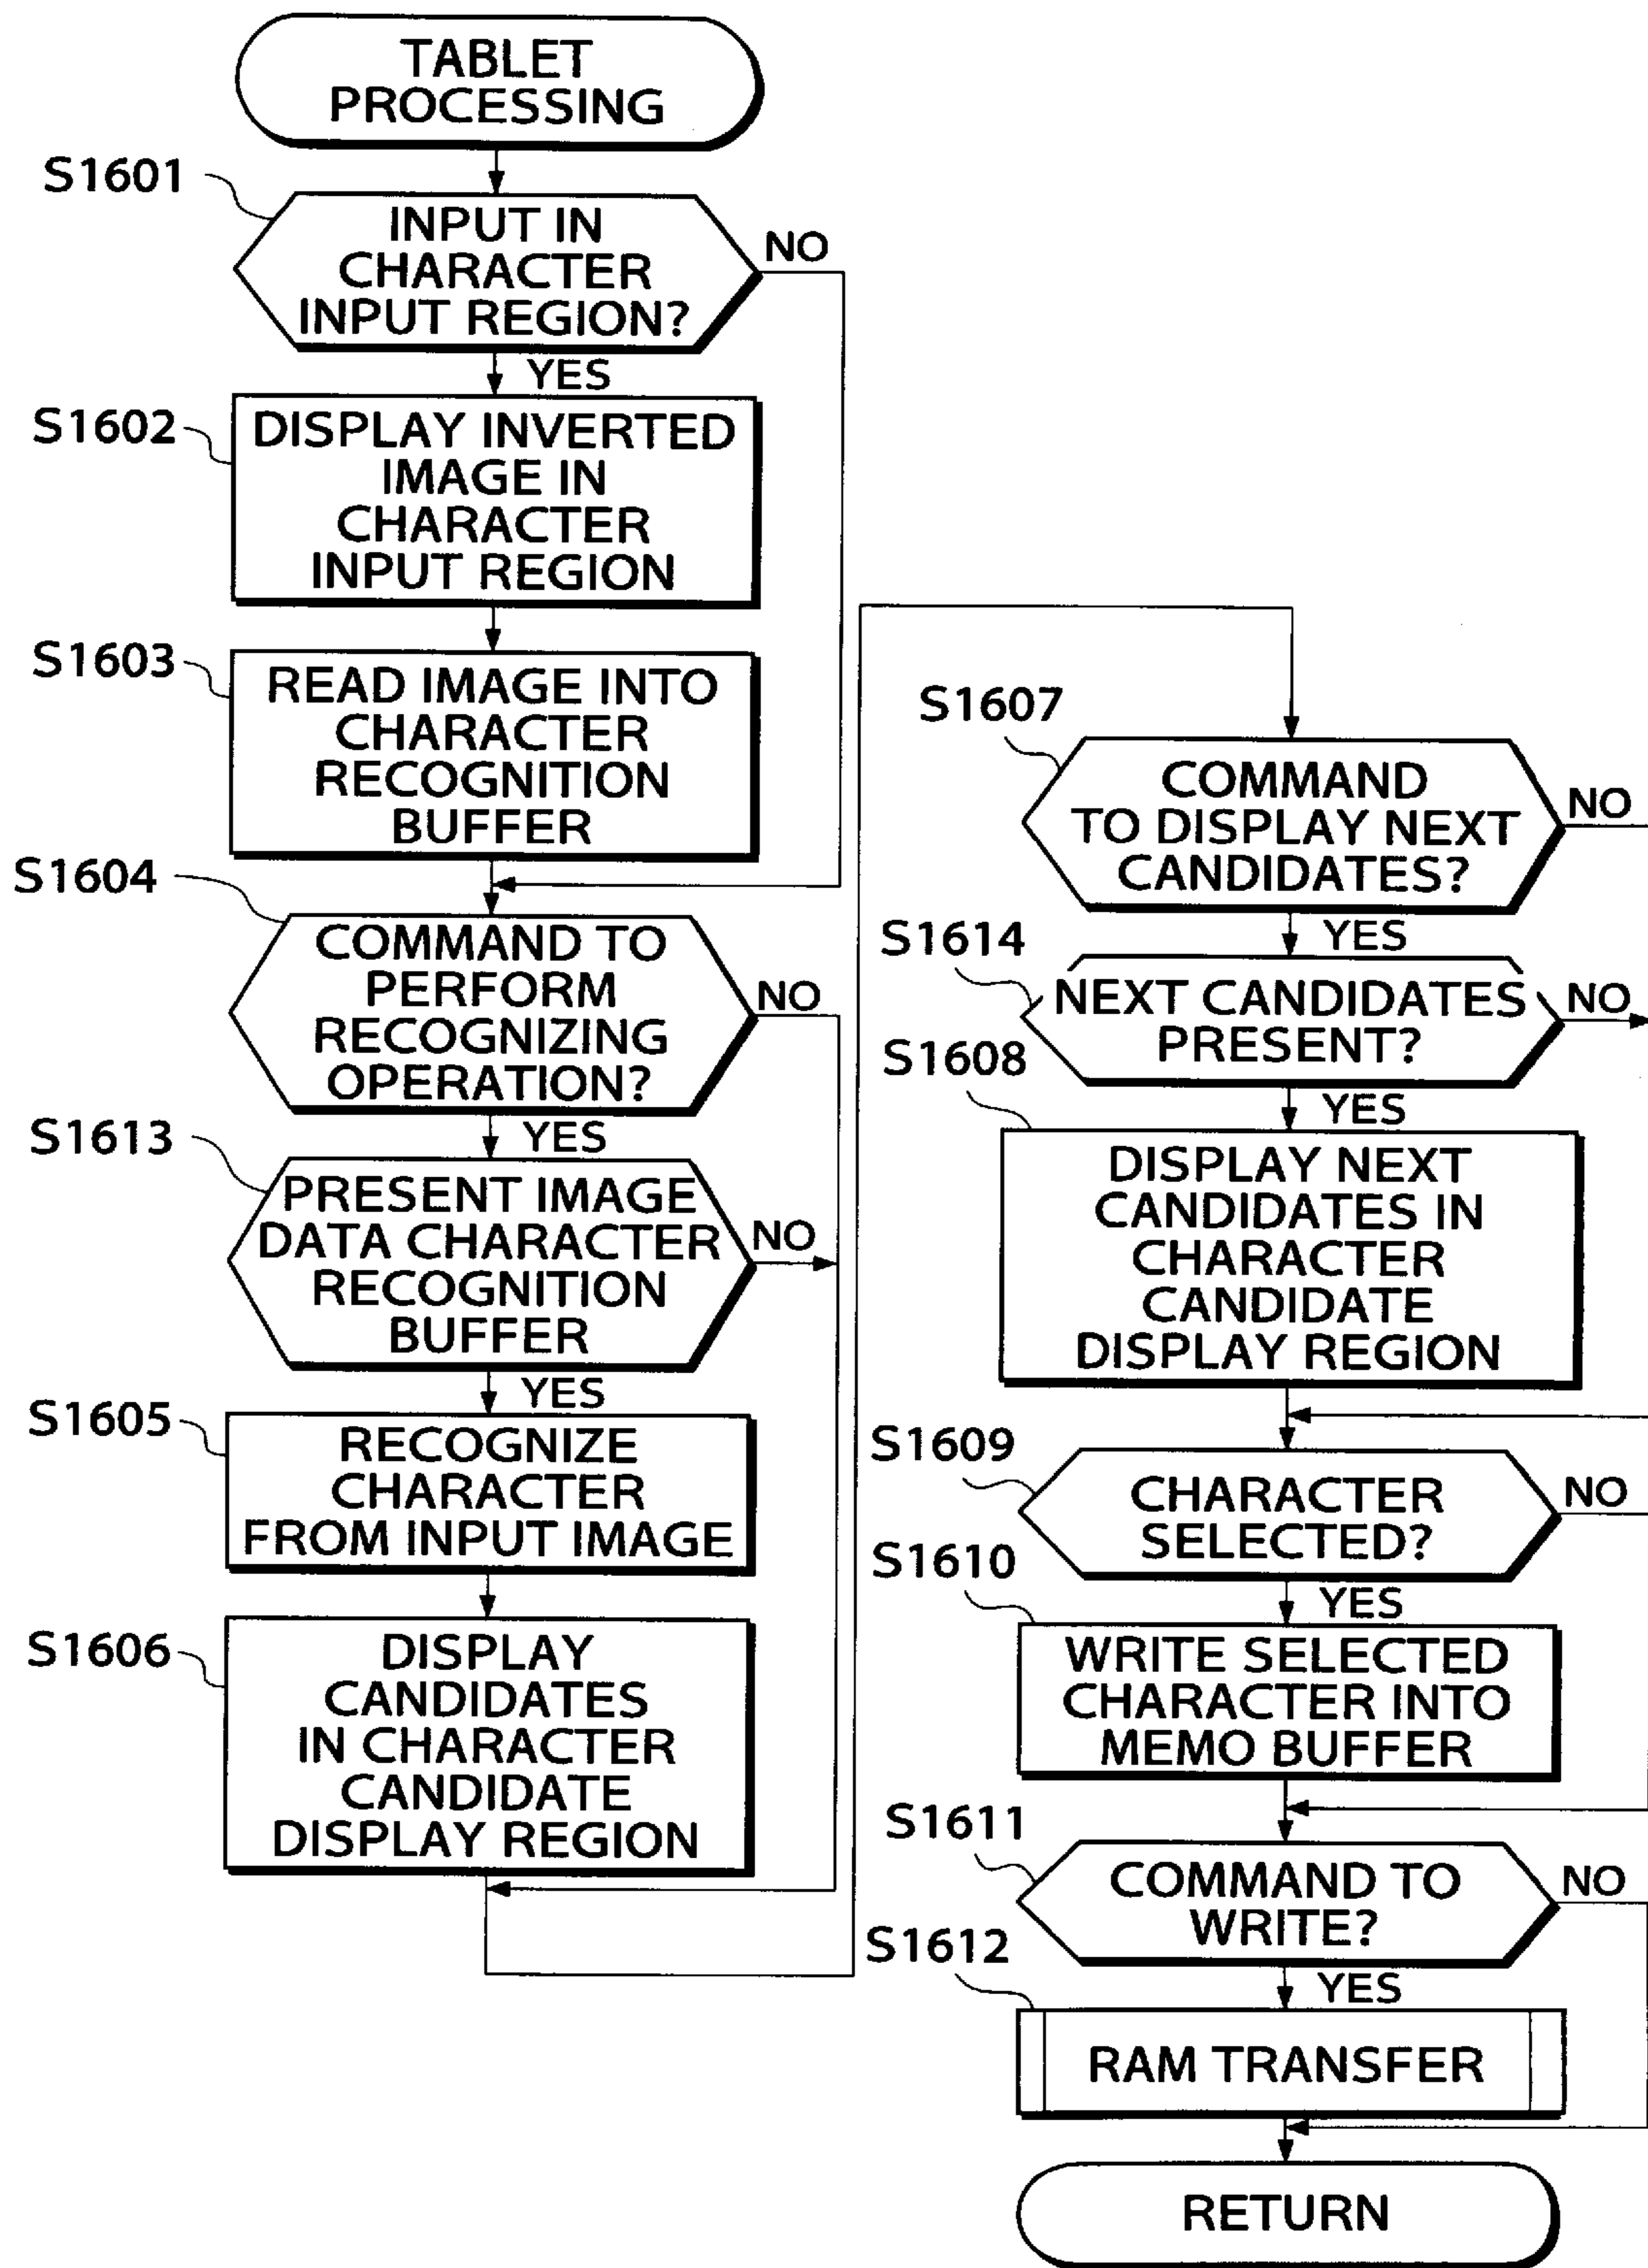 TABLET
PROCESSING
S1601
INPUT IN
CHARACTER
INPUT REGION?
NO
YES
S1602
DISPLAY INVERTED
IMAGE IN
CHARACTER
INPUT REGION
S1603
READ IMAGE INTO
CHARACTER
RECOGNITION
BUFFER
S1604
COMMAND TO
PERFORM
RECOGNIZING
OPERATION?
NO
YES
S1613
PRESENT IMAGE
DATA CHARACTER
RECOGNITION
BUFFER
NO
YES
S1605
RECOGNIZE
CHARACTER
FROM INPUT IMAGE
S1606
DISPLAY
CANDIDATES
IN CHARACTER
CANDIDATE
DISPLAY REGION
S1607
COMMAND
TO DISPLAY NEXT
CANDIDATES?
NO
YES
S1614
NEXT CANDIDATES
PRESENT?
NO
YES
S1608
DISPLAY NEXT
CANDIDATES IN
CHARACTER
CANDIDATE
DISPLAY REGION
S1609
CHARACTER
SELECTED?
NO
YES
S1610
WRITE SELECTED
CHARACTER INTO
MEMO BUFFER
S1611
COMMAND TO
WRITE?
NO
YES
S1612
RAM TRANSFER
RETURN